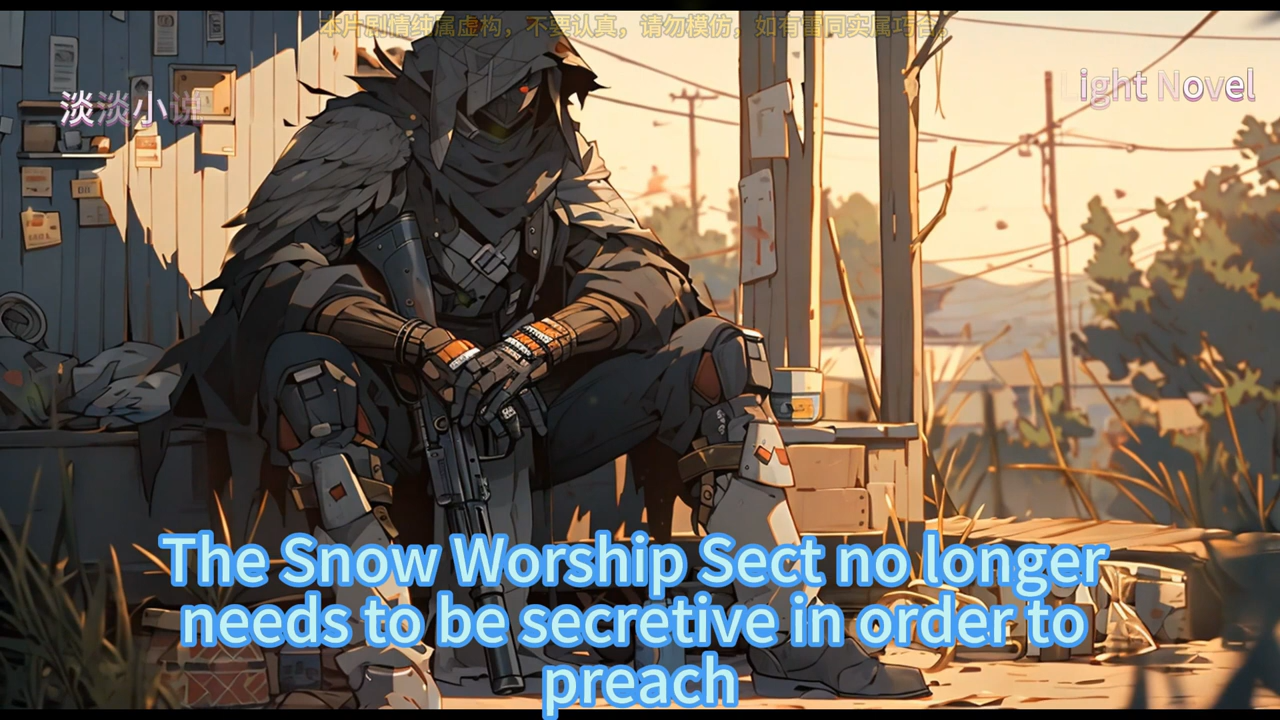 本片剧情纯属虚构，不要认真，请勿模仿，如有雷同实属巧合。
淡淡小说
Light Novel
The Snow Worship Sect no longer
needs to be secretive in order to
preach